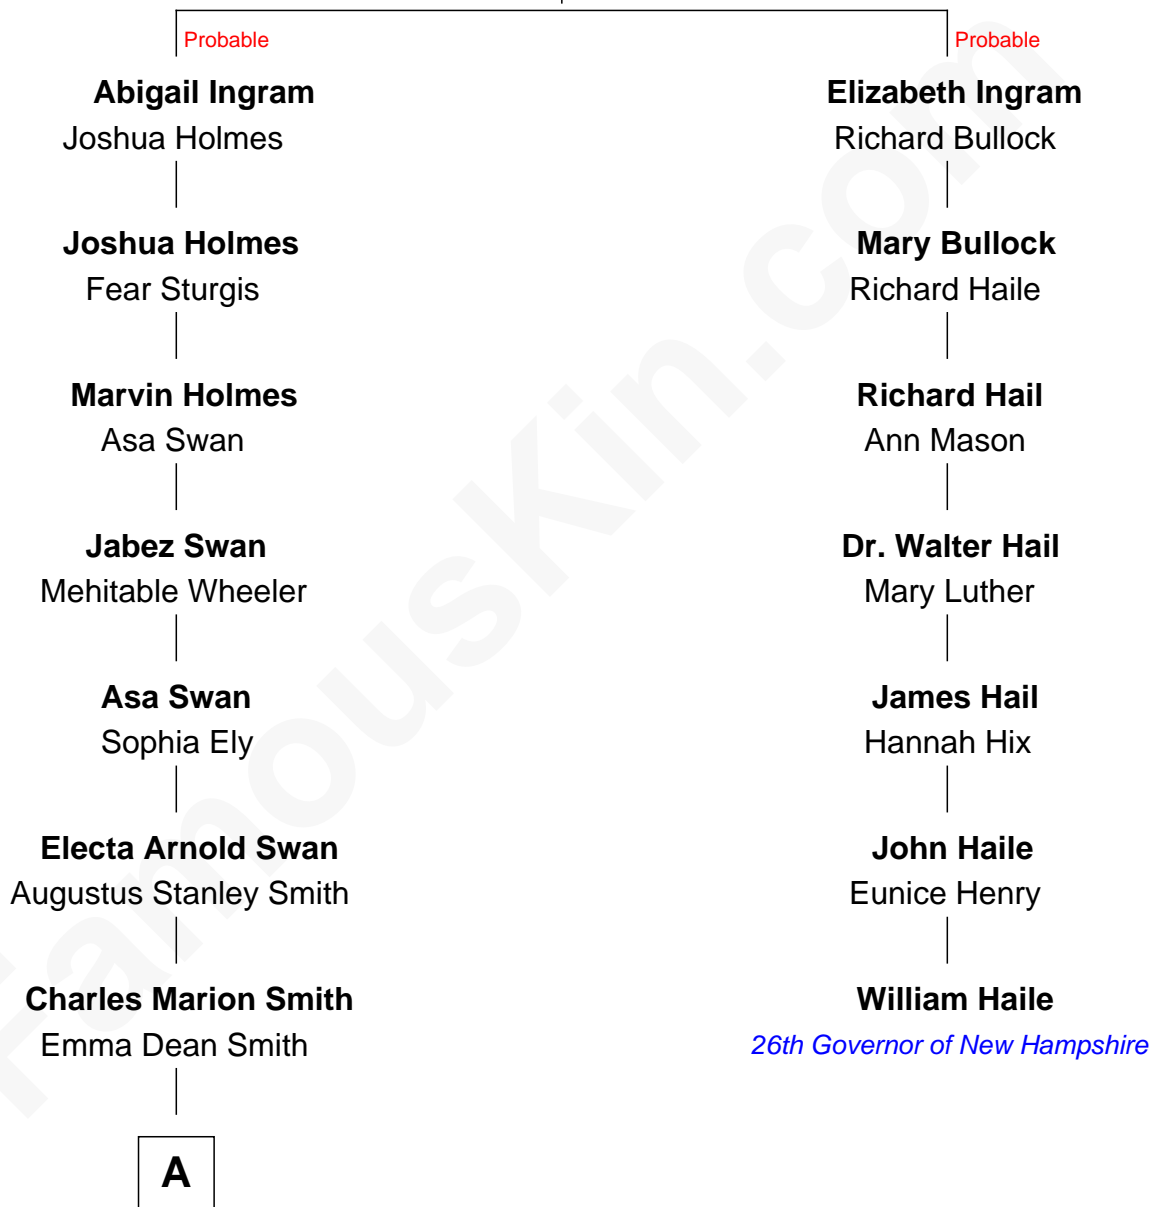 Probable
Probable
Abigail Ingram
Elizabeth Ingram
Joshua Holmes
Richard Bullock
Joshua Holmes
Mary Bullock
Fear Sturgis
Richard Haile
Marvin Holmes
Richard Hail
Asa Swan
Ann Mason
Jabez Swan
Dr. Walter Hail
Mehitable Wheeler
Mary Luther
Asa Swan
James Hail
Sophia Ely
Hannah Hix
Electa Arnold Swan
John Haile
Augustus Stanley Smith
Eunice Henry
Charles Marion Smith
William Haile
Emma Dean Smith
26th Governor of New Hampshire
A
FamousKin.com